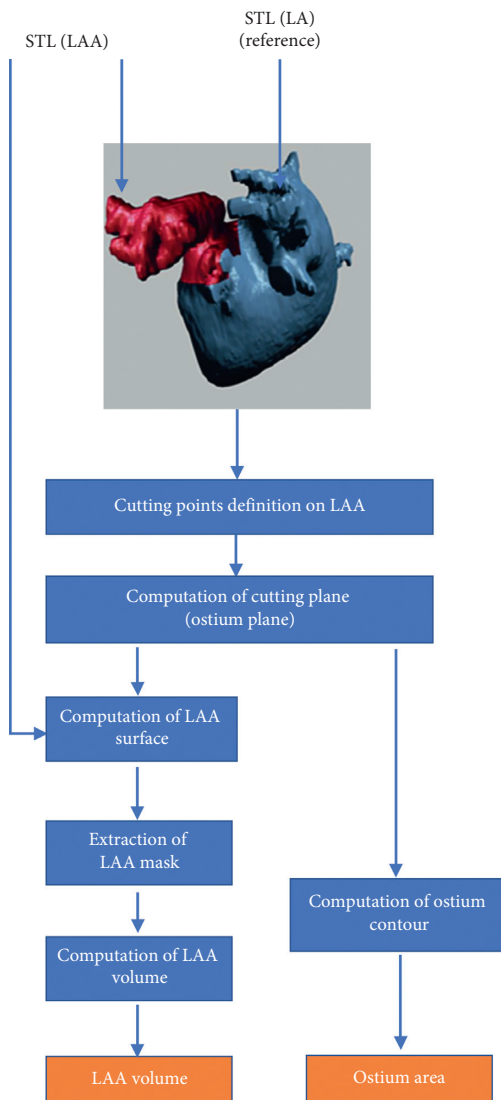 STL (LAA)
STL (LA)
(reference)
Cutting points definition on LAA
Computation of cutting plane
(ostium plane)
Computation of LAA
surface
Extraction of
LAA mask
Computation of LAA
volume
LAA volume
Computation of ostium
contour
Ostium area